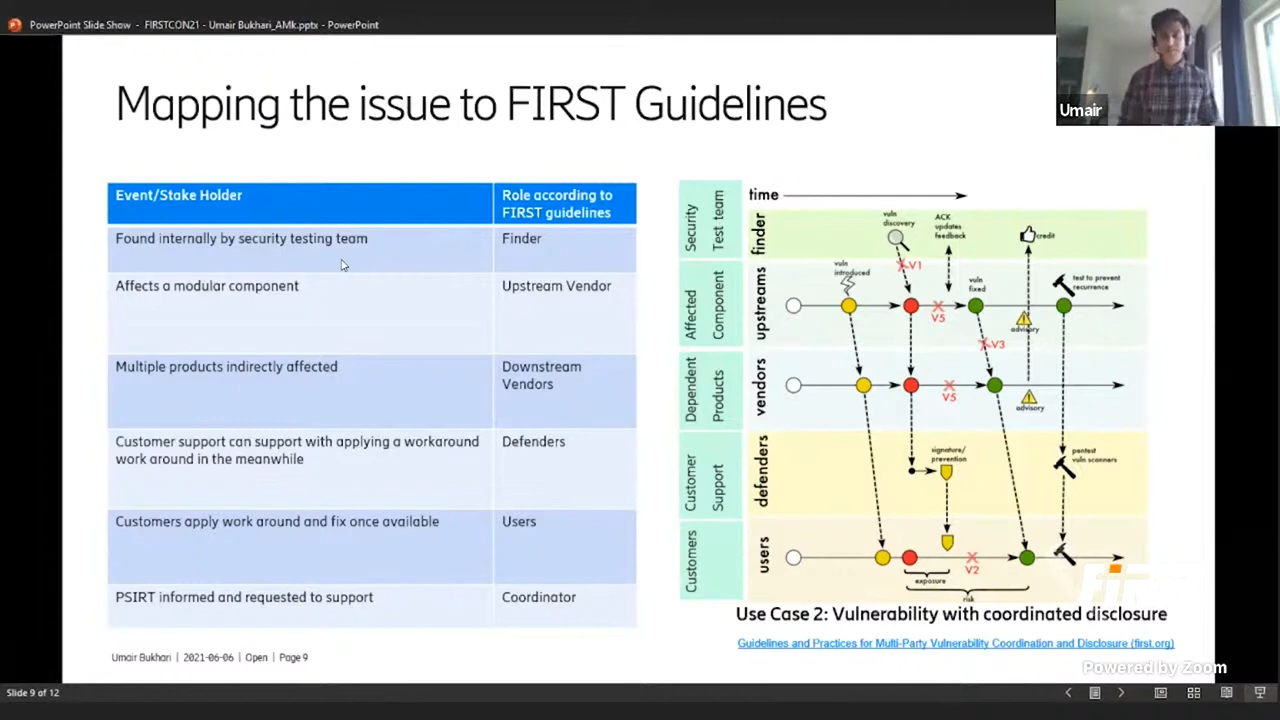 PowerPoint Slide Show - FIRSTCON21 - Umair Bukhari_AMk.pptx - PowerPoint
Umair
Mapping the issue to FIRST Guidelines
Event/Stake Holder
Role according to
FIRST guidelines
Found internally by security testing team
Finder
Affects a modular component
Upstream Vendor
Multiple products indirectly affected
Downstream
Vendors
Customer support can support with applying a workaround
work around in the meanwhile
Defenders
Customers apply work around and fix once available
Users
PSIRT informed and requested to support
Coordinator
time
Security
Test team
finder
vuln
discovery
ACK
updates
feedback
credit
V1
Affected
Component
upstreams
vuln
introduced
vuln
fixed
test to prevent
recurrence
V5
advisory
V3
Dependent
Products
vendors
V5
advisory
Customer
Support
defenders
signature/
prevention
pentest
vuln scanners
Customers
users
V2
exposure
risk
FIRST
Use Case 2: Vulnerability with coordinated disclosure
Guidelines and Practices for Multi-Party Vulnerability Coordination and Disclosure (first.org)
Umair Bukhari | 2021-06-06 | Open | Page 9
Powered by Zoom
Slide 9 of 12